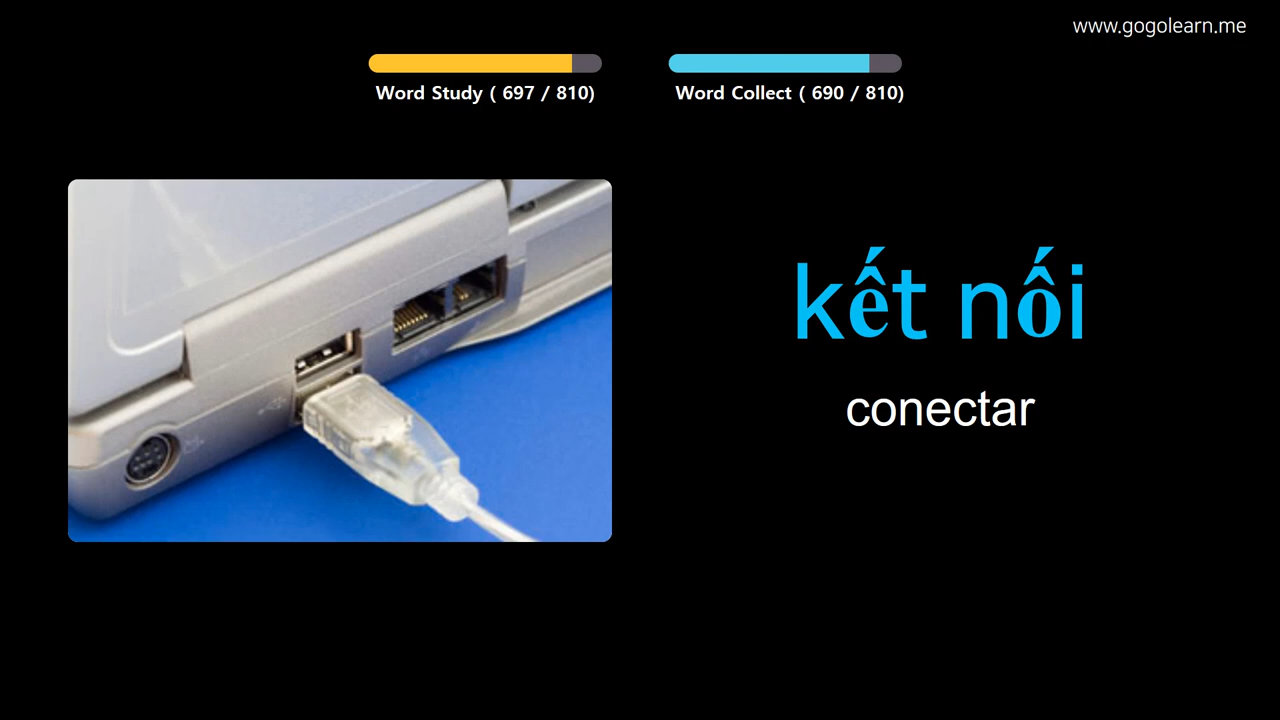 www.gogolearn.me
Word Study ( 697 / 810)
Word Collect ( 690 / 810)
kết nối
conectar